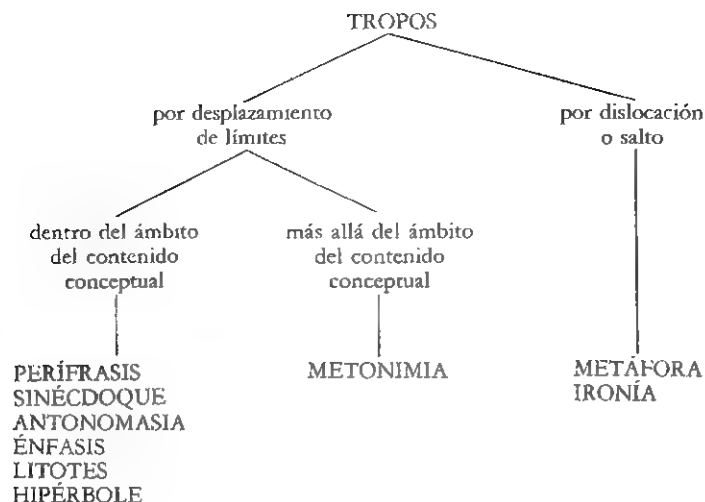 TROPOS
por desplazamiento
de límites
por dislocación
o salto
dentro del ámbito
del contenido
conceptual
más allá del ámbito
del contenido
conceptual
PERÍFRASIS
SINÉCDOQUE
ANTONOMASIA
ÉNFASIS
LITOTES
HIPÉRBOLE
METONIMIA
METÁFORA
IRONÍA